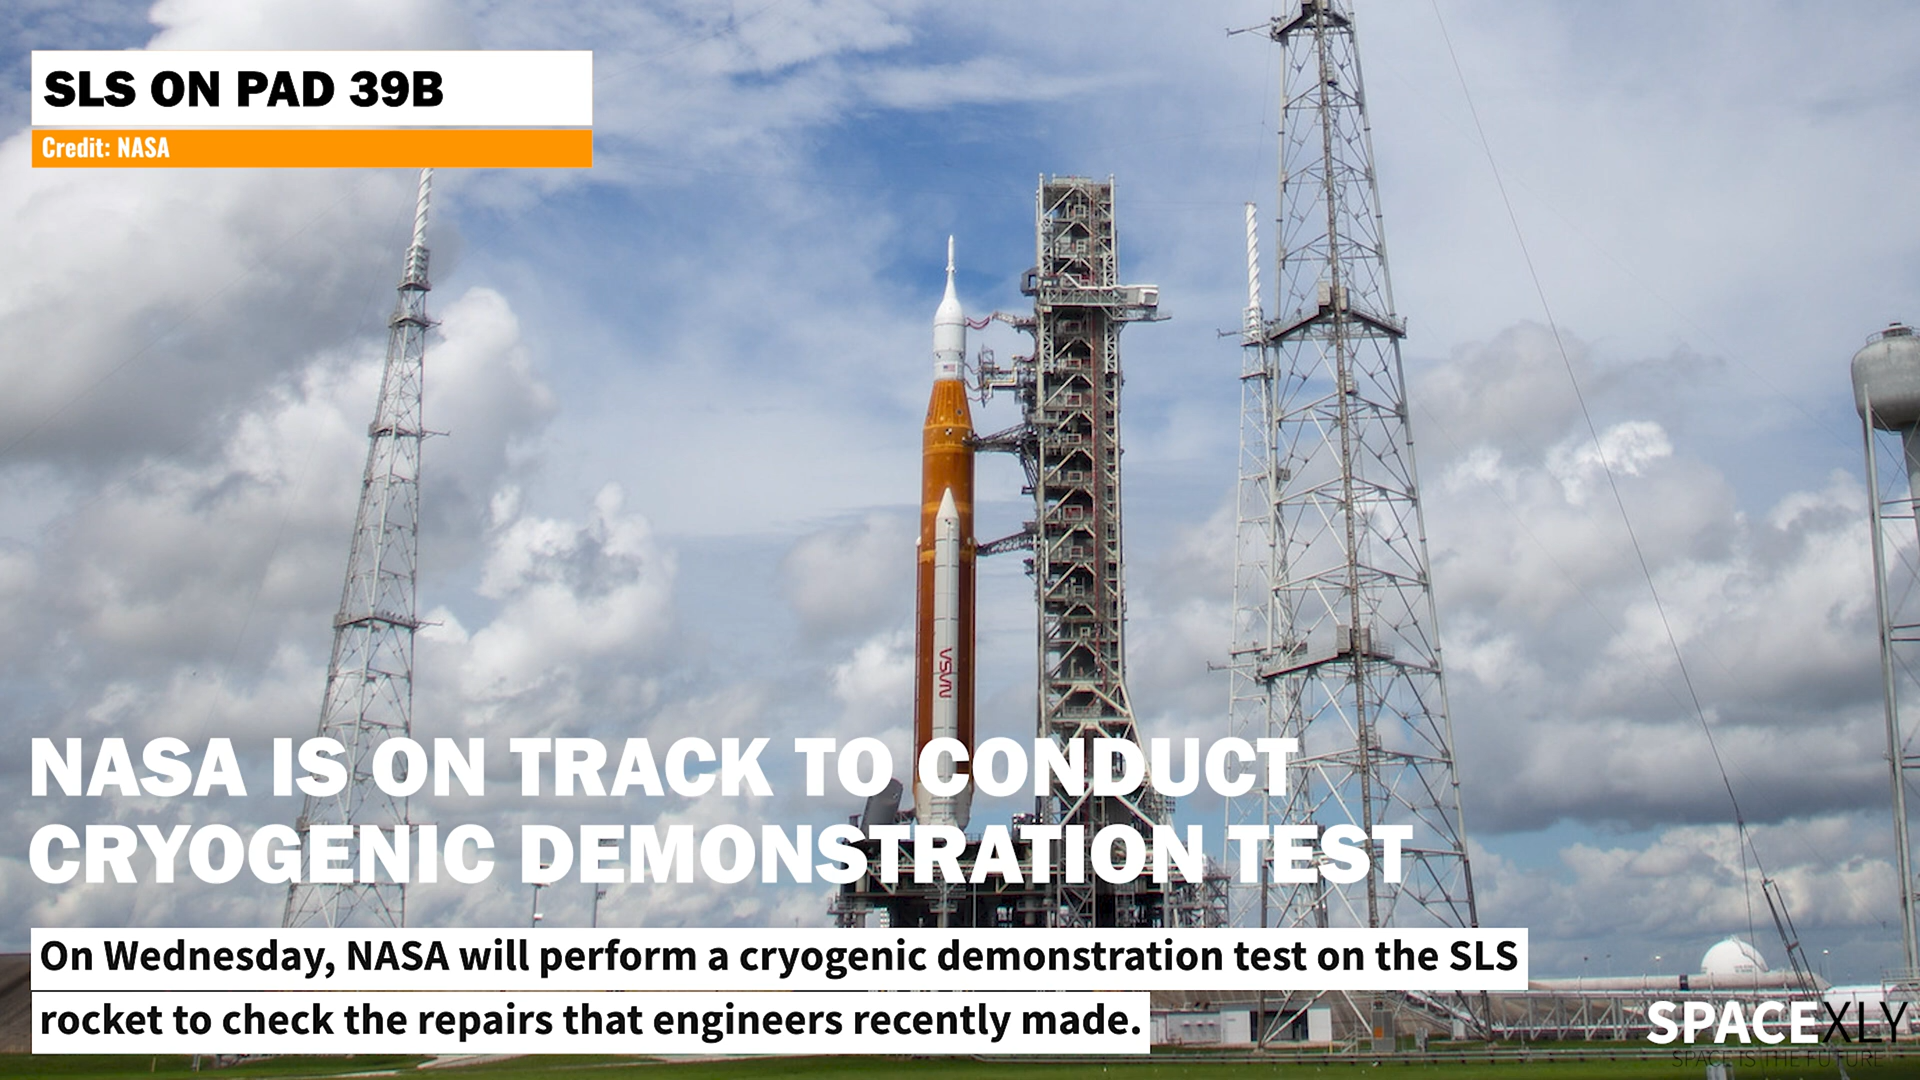 SLS ON PAD 39B
Credit: NASA
NASA
NASA IS ON TRACK TO CONDUCT
CRYOGENIC DEMONSTRATION TEST
On Wednesday, NASA will perform a cryogenic demonstration test on the SLS
rocket to check the repairs that engineers recently made.
SPACEXLY
SPACE IS THE FUTURE